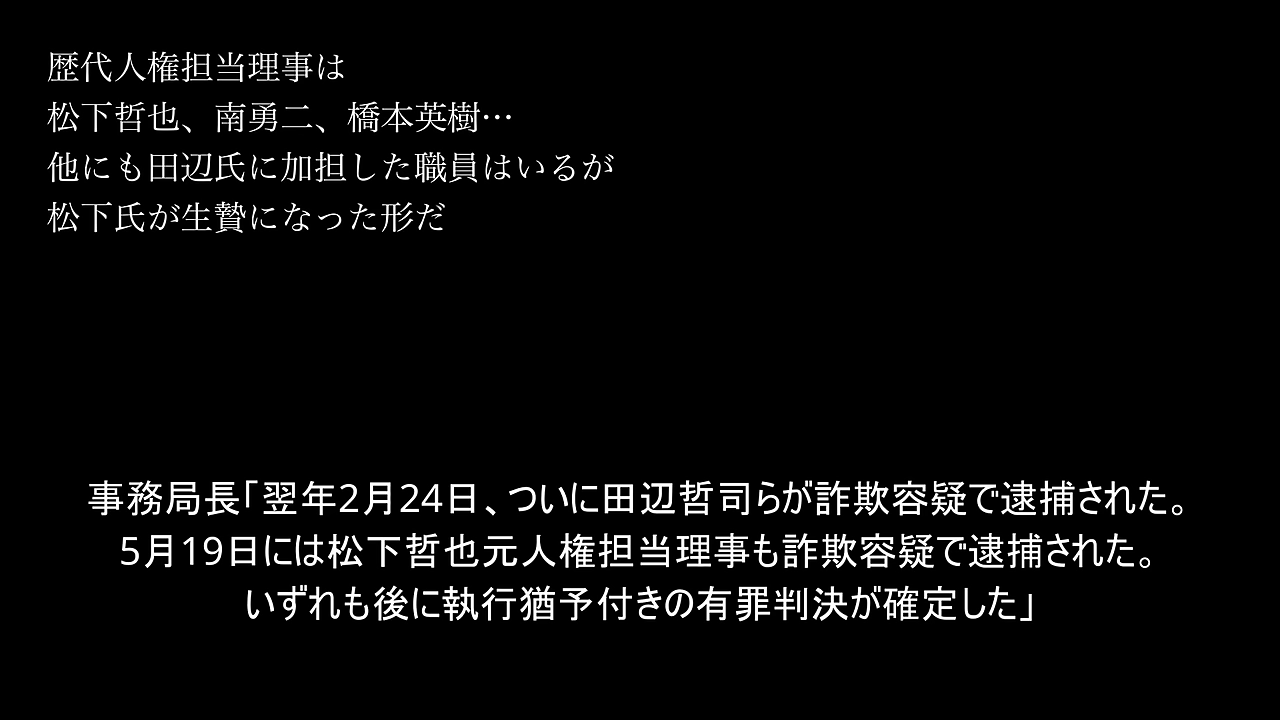 歴代人権担当理事は
松下哲也、南勇二、橋本英樹…
他にも田辺氏に加担した職員はいるが
松下氏が生贄になった形だ
事務局長「翌年2月24日、ついに田辺哲司らが詐欺容疑で逮捕された。
5月19日には松下哲也元人権担当理事も詐欺容疑で逮捕された。
いずれも後に執行猶予付きの有罪判決が確定した」